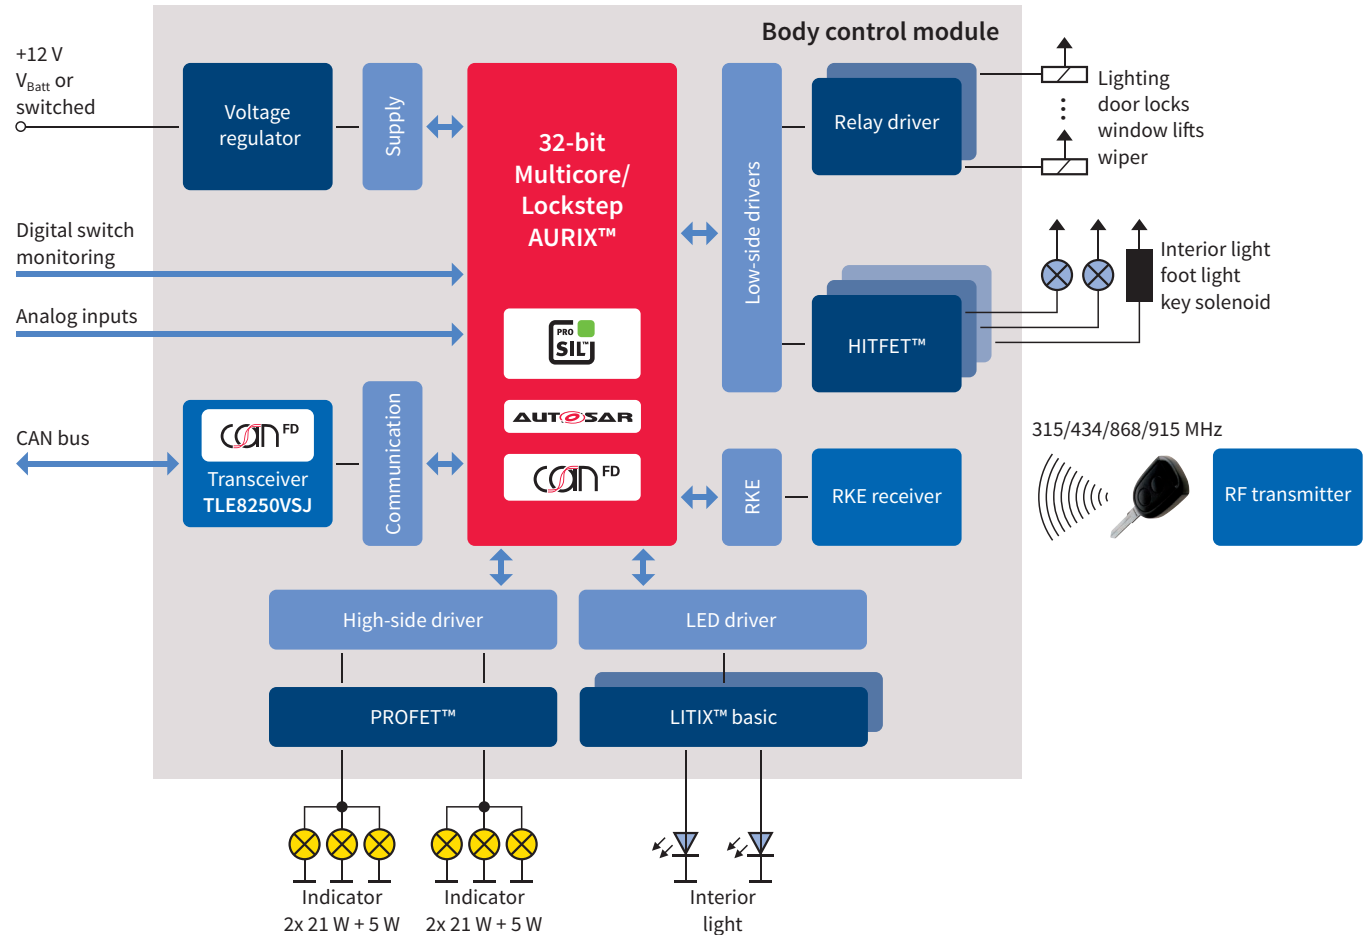 Body control module
+12 V
VBatt or
switched
Voltage
regulator
Supply
32-bit
Multicore/
Lockstep
AURIX™
Low-side drivers
Relay driver
Lighting
door locks
window lifts
wiper
Digital switch
monitoring
Analog inputs
HITFET™
Interior light
foot light
key solenoid
PRO
SIL™
AUTOSAR
CAN FD
CAN bus
CAN FD
Transceiver
TLE8250VSJ
Communication
RKE
RKE receiver
315/434/868/915 MHz
RF transmitter
High-side driver
LED driver
PROFET™
LITIX™ basic
Indicator
2x 21 W + 5 W
Indicator
2x 21 W + 5 W
Interior
light